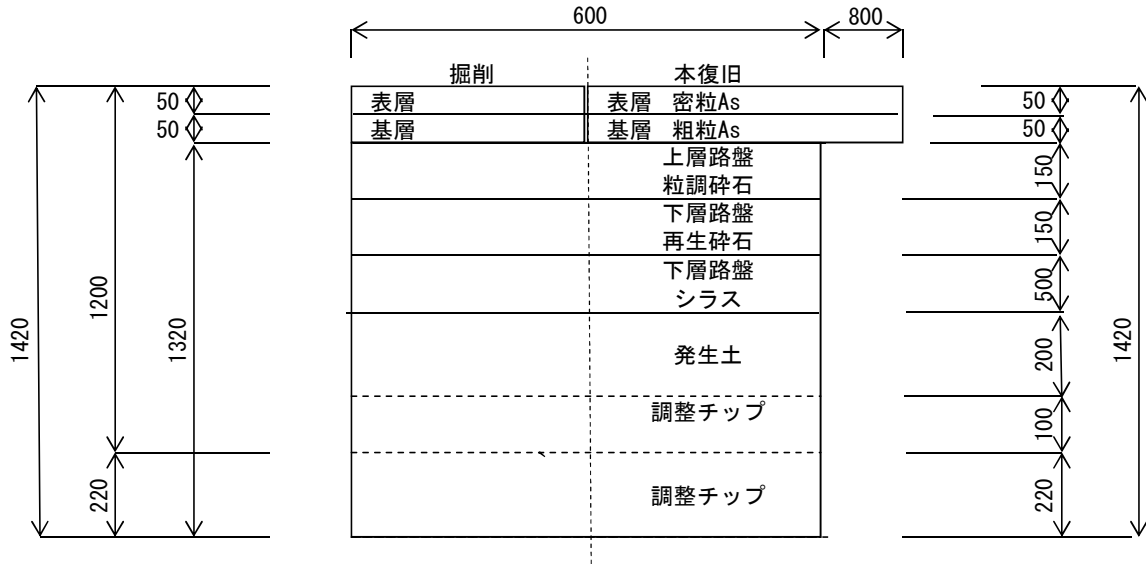 600
800
掘削
本復旧
50
表層
表層 密粒As
50
50
基層
基層 粗粒As
50
上層路盤
粒調砕石
150
下層路盤
再生砕石
150
下層路盤
シラス
500
1420
1200
1320
発生土
200
1420
調整チップ
100
220
調整チップ
220